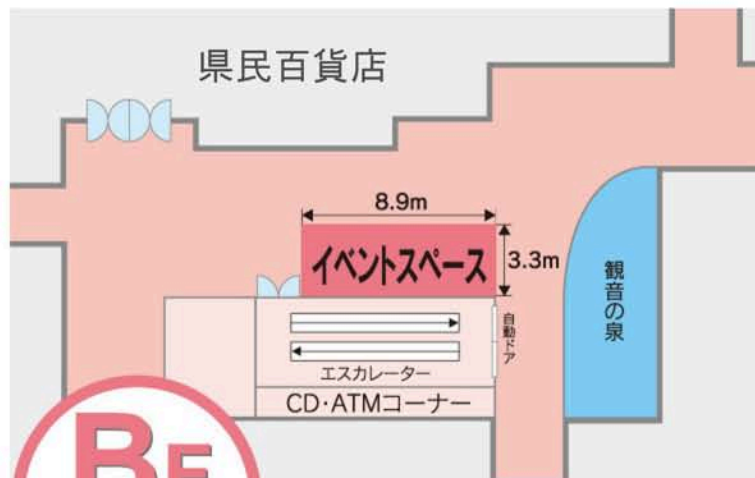 県民百貨店
8.9m
イベントスペース
3.3m
観音の泉
自動ドア
エスカレーター
CD・ATMコーナー
BF